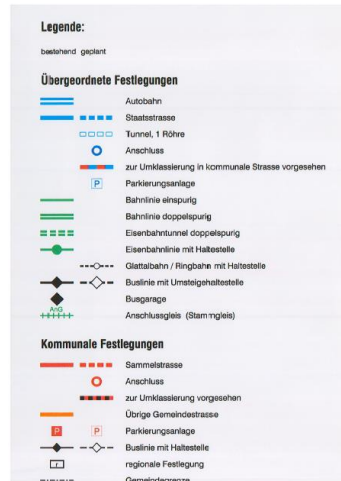 Legende:
bestehend geplant
Übergeordnete Festlegungen
Autobahn
Staatsstrasse
Tunnel, 1 Röhre
Anschluss
zur Umklassierung in kommunale Strasse vorgesehen
P Parkierungsanlage
Bahnlinie einspurig
Bahnlinie doppelspurig
Eisenbahntunnel doppelspurig
Eisenbahnlinie mit Haltestelle
Glattalbahn / Ringbahn mit Haltestelle
Buslinie mit Umsteigehaltestelle
Busgarage
AnG Anschlussgleis (Stammgleis)
Kommunale Festlegungen
Sammelstrasse
Anschluss
zur Umklassierung vorgesehen
Übrige Gemeindestrasse
P P Parkierungsanlage
Buslinie mit Haltestelle
r regionale Festlegung
Gemeindegrenze